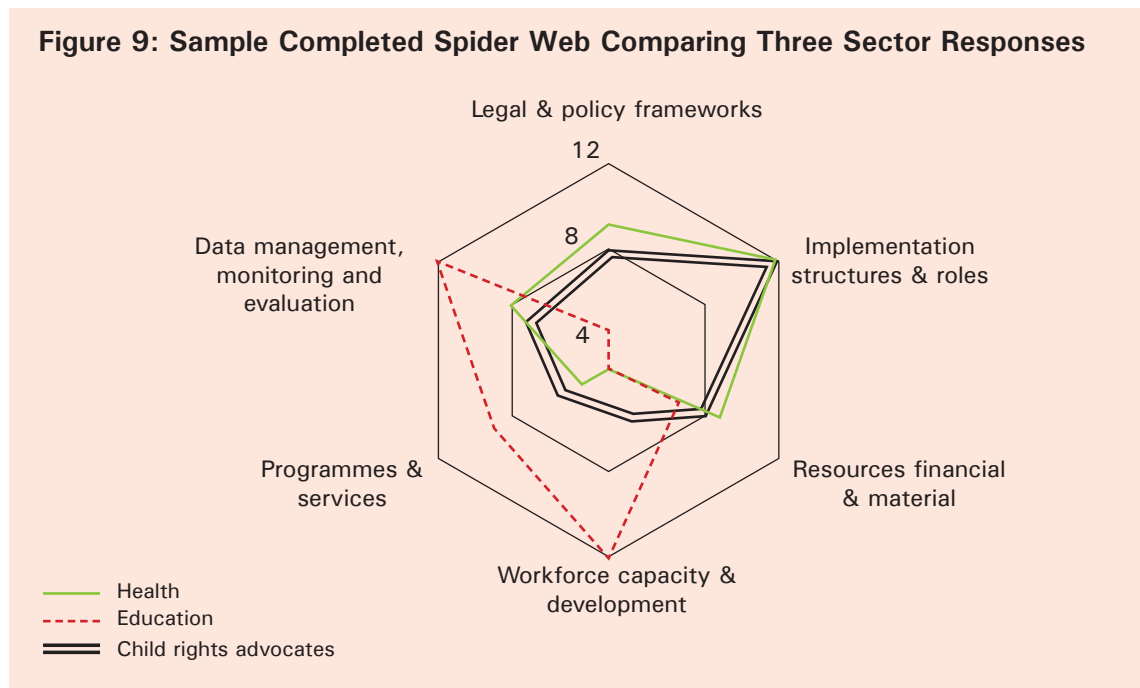 Figure 9: Sample Completed Spider Web Comparing Three Sector Responses
Legal & policy frameworks
12
8
4
Data management,
monitoring and
evaluation
Implementation
structures & roles
Programmes &
services
Resources financial
& material
Workforce capacity &
development
Health
Education
Child rights advocates